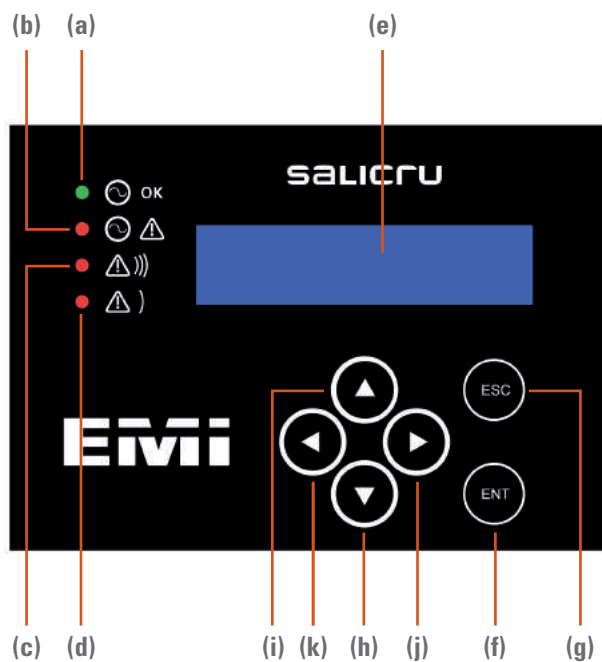 (b) (a) (e)
salicru
OK
ESC
EMi
ENT
(c) (d) (i) (k) (h) (j) (f) (g)